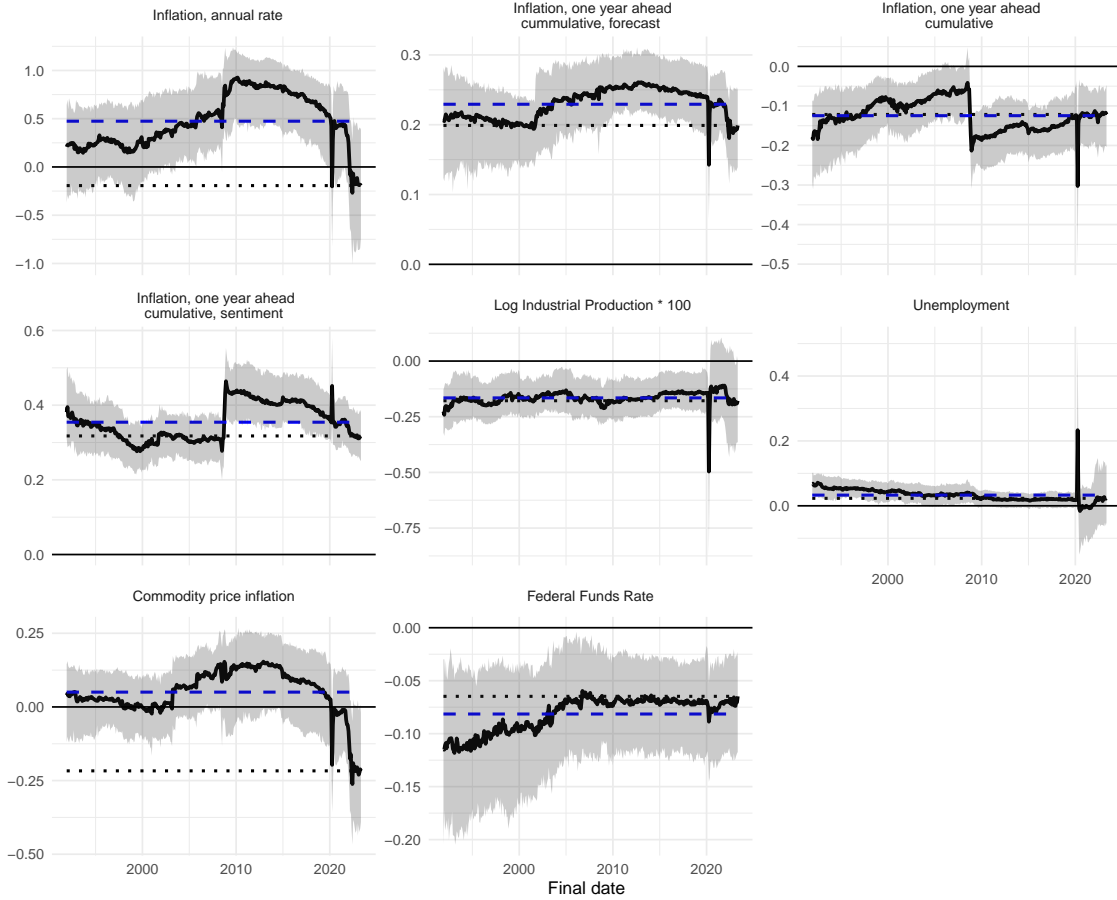 Inflation, annual rate
Inflation, one year ahead
cummulative, forecast
Inflation, one year ahead
cumulative
1.0
0.5
0.0
−0.5
−1.0
0.3
0.2
0.1
0.0
0.0
−0.1
−0.2
−0.3
−0.4
−0.5
Inflation, one year ahead
cumulative, sentiment
Log Industrial Production * 100
Unemployment
0.6
0.4
0.2
0.0
0.00
−0.25
−0.50
−0.75
0.4
0.2
0.0
2000 2010 2020
Commodity price inflation
Federal Funds Rate
0.25
0.00
−0.25
−0.50
0.00
−0.05
−0.10
−0.15
−0.20
2000 2010 2020
2000 2010 2020
Final date